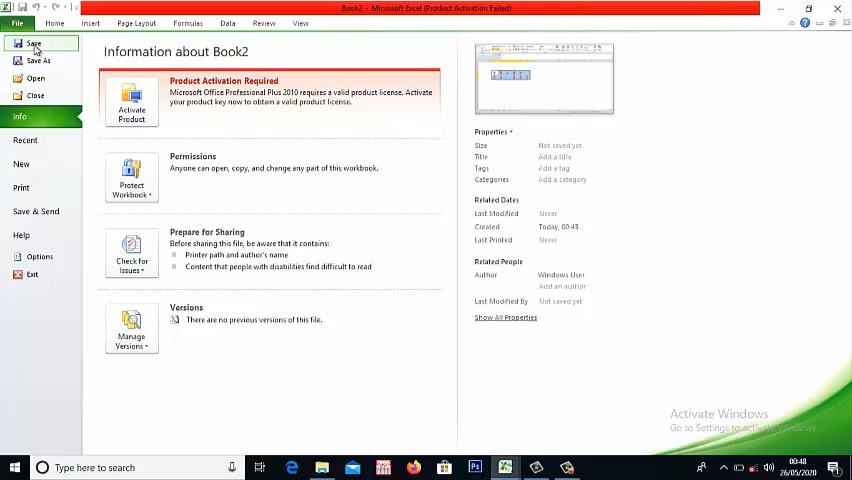 Book2 - Microsoft Excel (Product Activation Failed)
File Home Insert Page Layout Formulas Data Review View
Save
Save As
Open
Close
Info
Recent
New
Print
Save & Send
Help
Options
Exit
Information about Book2
Activate Product
Product Activation Required
Microsoft Office Professional Plus 2010 requires a valid product license. Activate
your product key now to obtain a valid product license.
Protect Workbook
Permissions
Anyone can open, copy, and change any part of this workbook.
Check for Issues
Prepare for Sharing
Before sharing this file, be aware that it contains:
Printer path and author's name
Content that people with disabilities find difficult to read
Manage Versions
Versions
There are no previous versions of this file.
Properties
Size Not saved yet
Title Add a title
Tags Add a tag
Categories Add a category
Related Dates
Last Modified Never
Created Today, 00:43
Last Printed Never
Related People
Author Windows User
Add an author
Last Modified By Not saved yet
Show All Properties
Activate Windows
Go to Settings to activate Windows.
Type here to search
00:48
26/05/2020